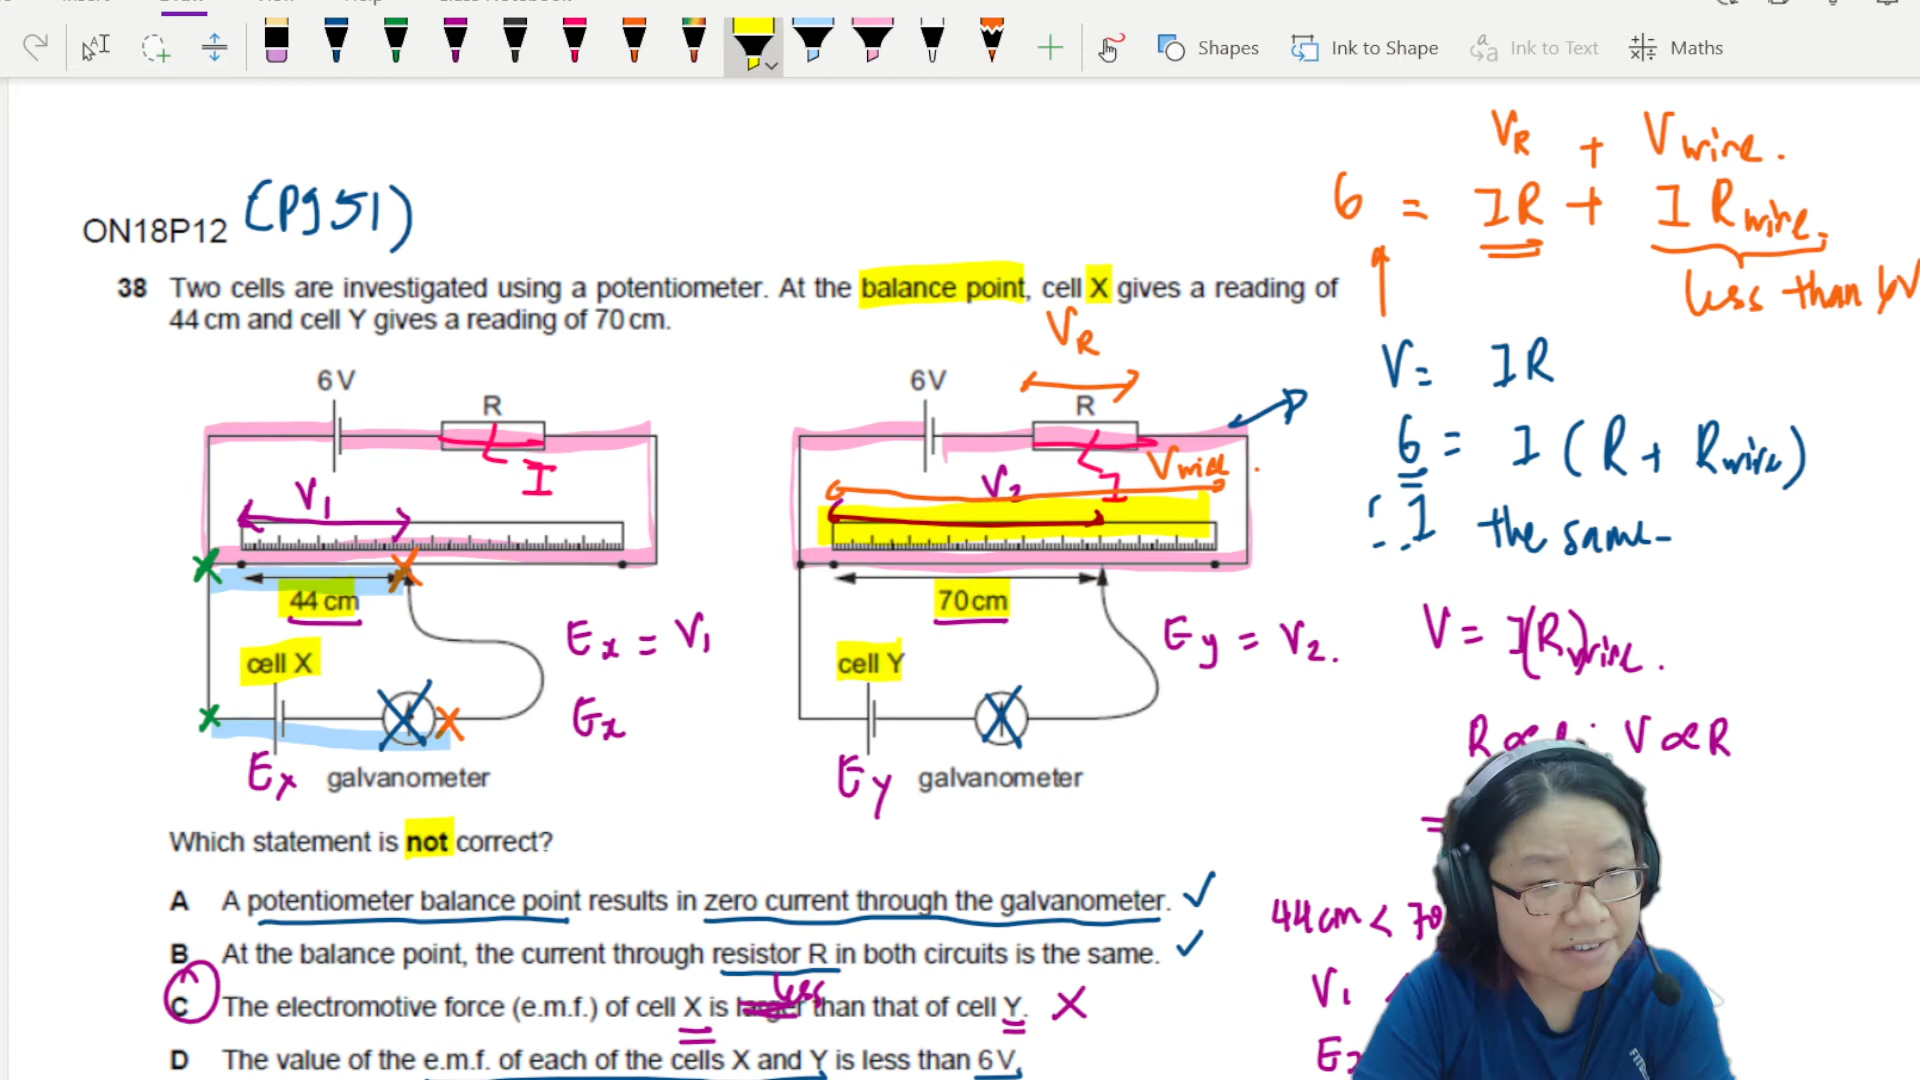 Shapes
Ink to Shape
Ink to Text
Maths
(Pg 51)
ON18P12
VR + Vwire.
6 = IR + I Rwire.
less than 6V
38 Two cells are investigated using a potentiometer. At the balance point, cell X gives a reading of
44 cm and cell Y gives a reading of 70 cm.
6V
R
I
V1
44 cm
cell X
Ex
galvanometer
Ex = V1
Ex
VR
6V
R
I
Vwire.
V2
70 cm
cell Y
Ey
galvanometer
Ey = V2.
V = IR
6 = I (R + Rwire)
∴ I the same
V = I(R)wire.
V ∝ R
Which statement is not correct?
A A potentiometer balance point results in zero current through the galvanometer. ✓
B At the balance point, the current through resistor R in both circuits is the same. ✓
less
C The electromotive force (e.m.f.) of cell X is larger than that of cell Y. X
D The value of the e.m.f. of each of the cells X and Y is less than 6 V.
44cm < 70
V1